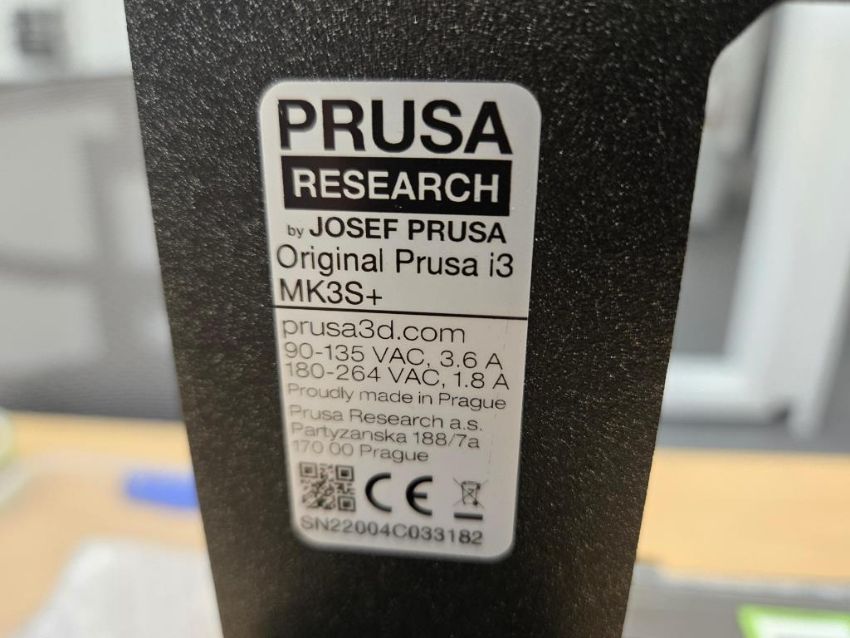 PRUSA
RESEARCH
by JOSEF PRUSA
Original Prusa i3
MK3S+
prusa3d.com
90-135 VAC, 3.6 A
180-264 VAC, 1.8 A
Proudly made in Prague
Prusa Research a.s.
Partyzanska 188/7a
170 00 Prague
CE
SN22004C033182